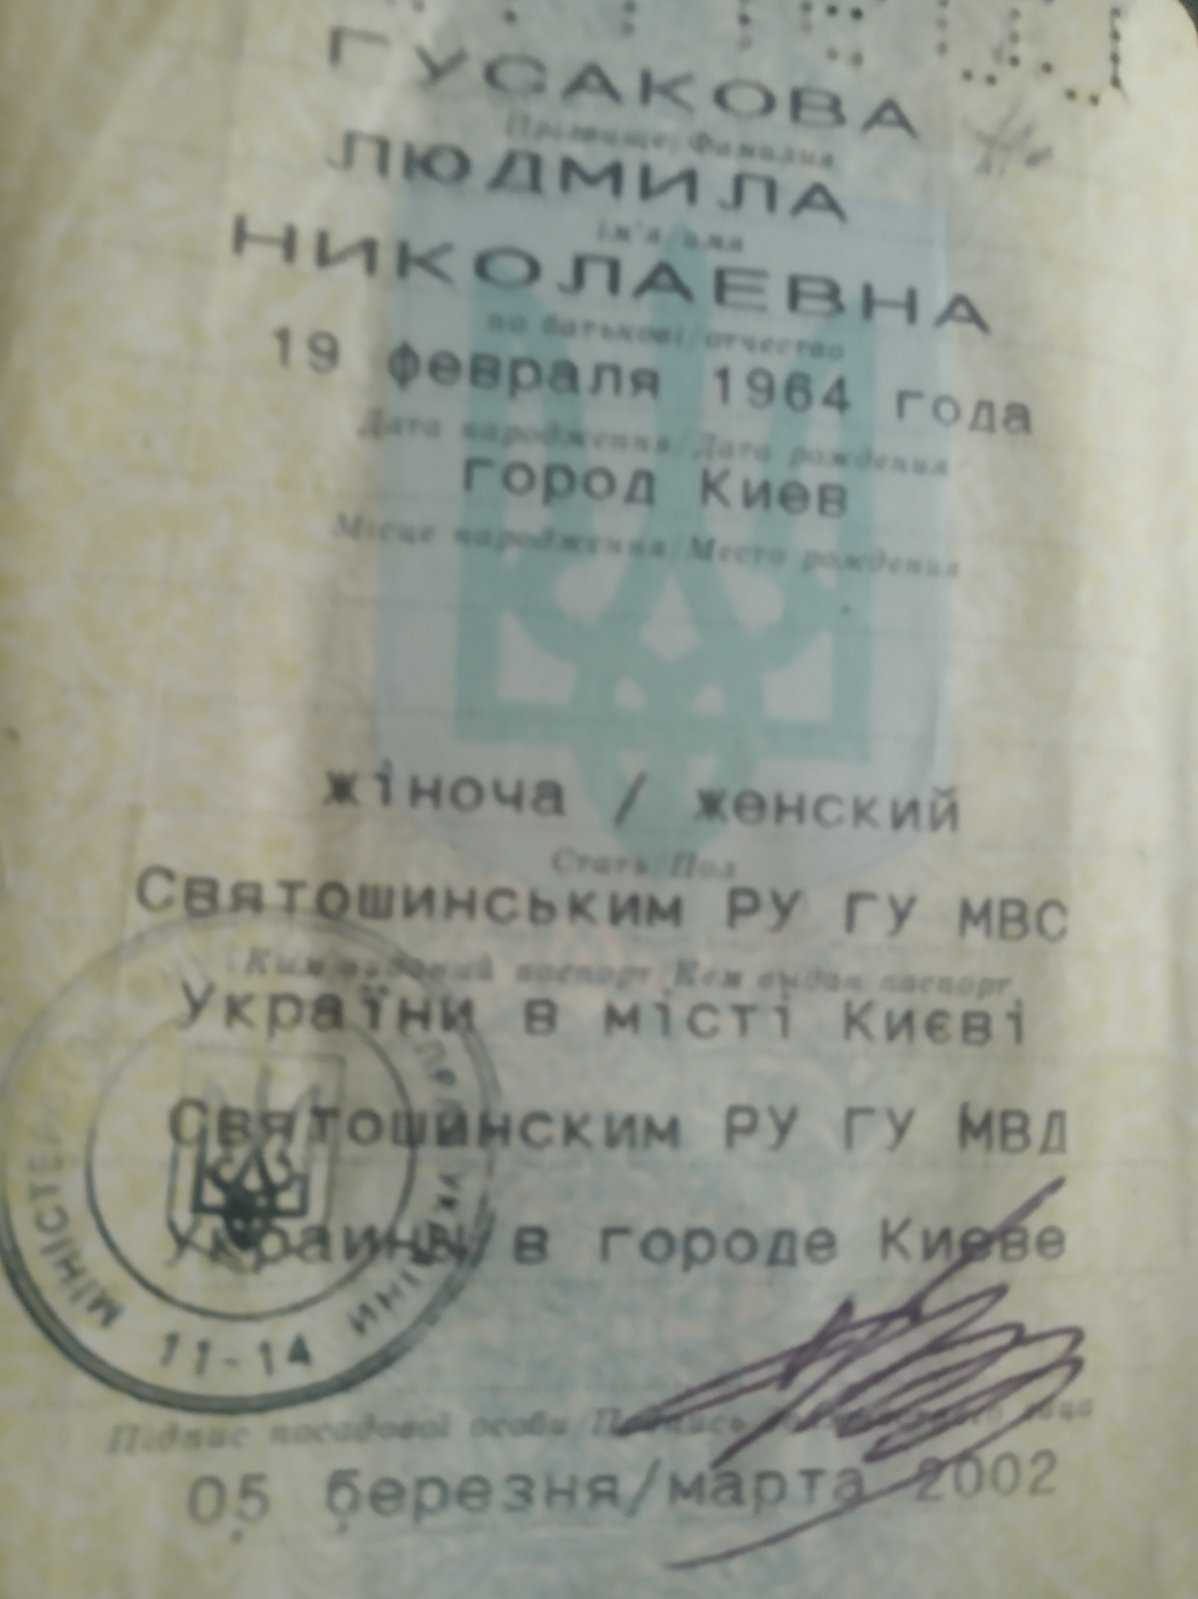 ГУСАКОВА
Прізвище/Фамилия
ЛЮДМИЛА
ім'я/имя
НИКОЛАЕВНА
по батькові/отчество
19 февраля 1964 года
Дата народження/Дата рождения
город Киев
Місце народження/Место рождения
жіноча / женский
Стать/Пол
Святошинським РУ ГУ МВС
Ким виданий паспорт/Кем выдан паспорт
України в місті Києві
Святошинским РУ ГУ МВД
Украины в городе Киеве
УКРАЇНИ
11-14
Підпис посадової особи/Подпись лица
05 березня/марта 2002